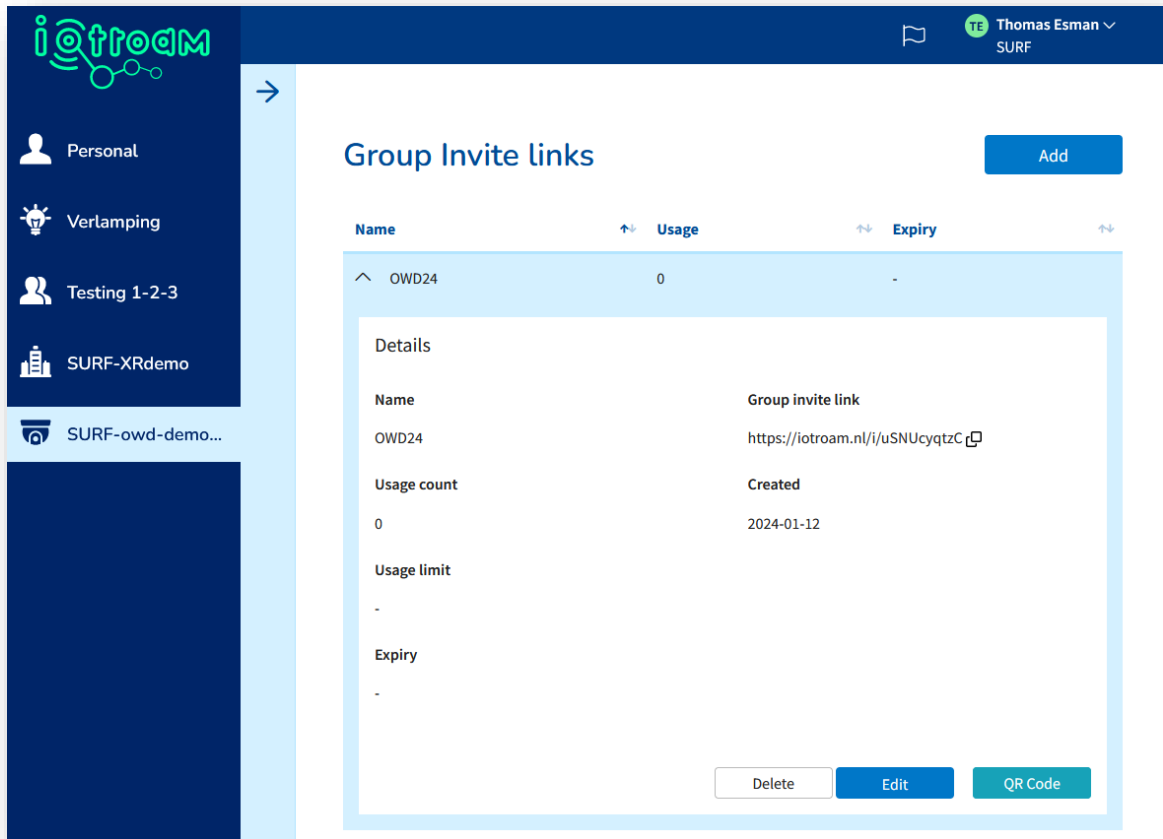 iotroam
TE Thomas Esman
SURF
Personal
Verlamping
Testing 1-2-3
SURF-XRdemo
SURF-owd-demo...
Group Invite links
Add
Name Usage Expiry
OWD24 0 -
Details
Name Group invite link
OWD24 https://iotroam.nl/i/uSNUcyqtzC
Usage count Created
0 2024-01-12
Usage limit
-
Expiry
-
Delete Edit QR Code